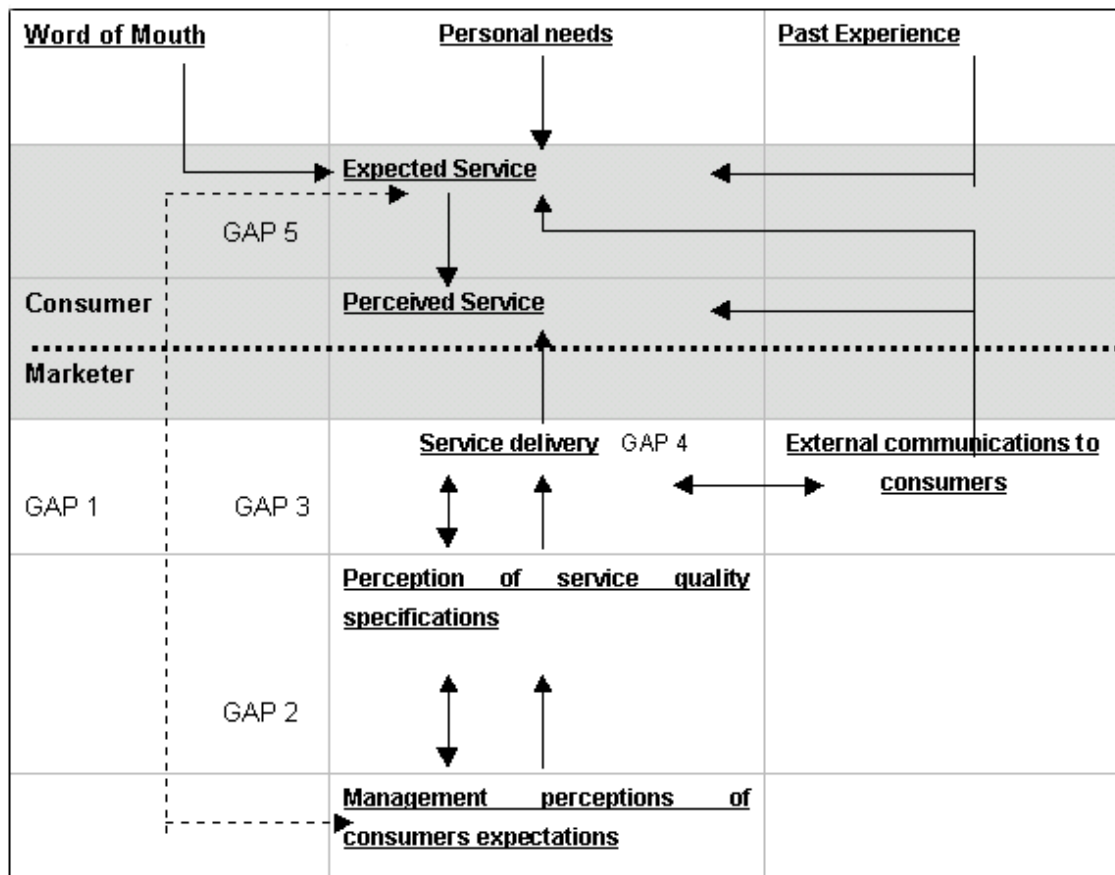 Word of Mouth
Personal needs
Past Experience
Expected Service
GAP 5
Consumer
Perceived Service
Marketer
Service delivery
GAP 4
External communications to
consumers
GAP 1
GAP 3
Perception of service quality
specifications
GAP 2
Management perceptions of
consumers expectations